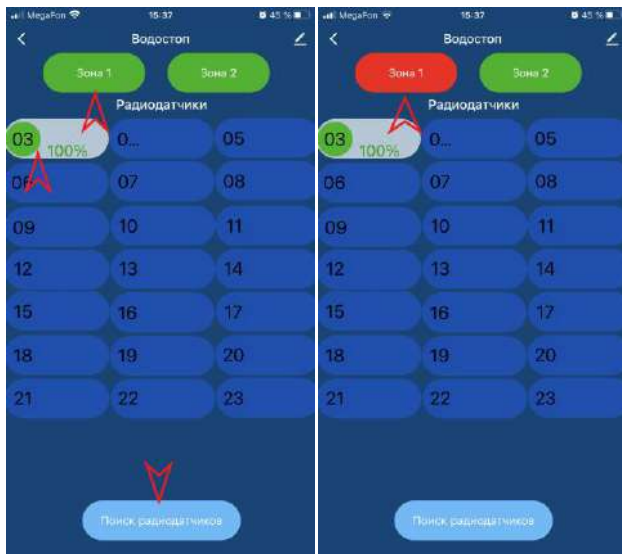 MegaFon 15:37 45 %
Водостоп
Зона 1 Зона 2
Радиодатчики
03 100% 0... 05
06 07 08
09 10 11
12 13 14
15 16 17
18 19 20
21 22 23
Поиск радиодатчиков
MegaFon 15:37 45 %
Водостоп
Зона 1 Зона 2
Радиодатчики
03 100% 0... 05
06 07 08
09 10 11
12 13 14
15 16 17
18 19 20
21 22 23
Поиск радиодатчиков